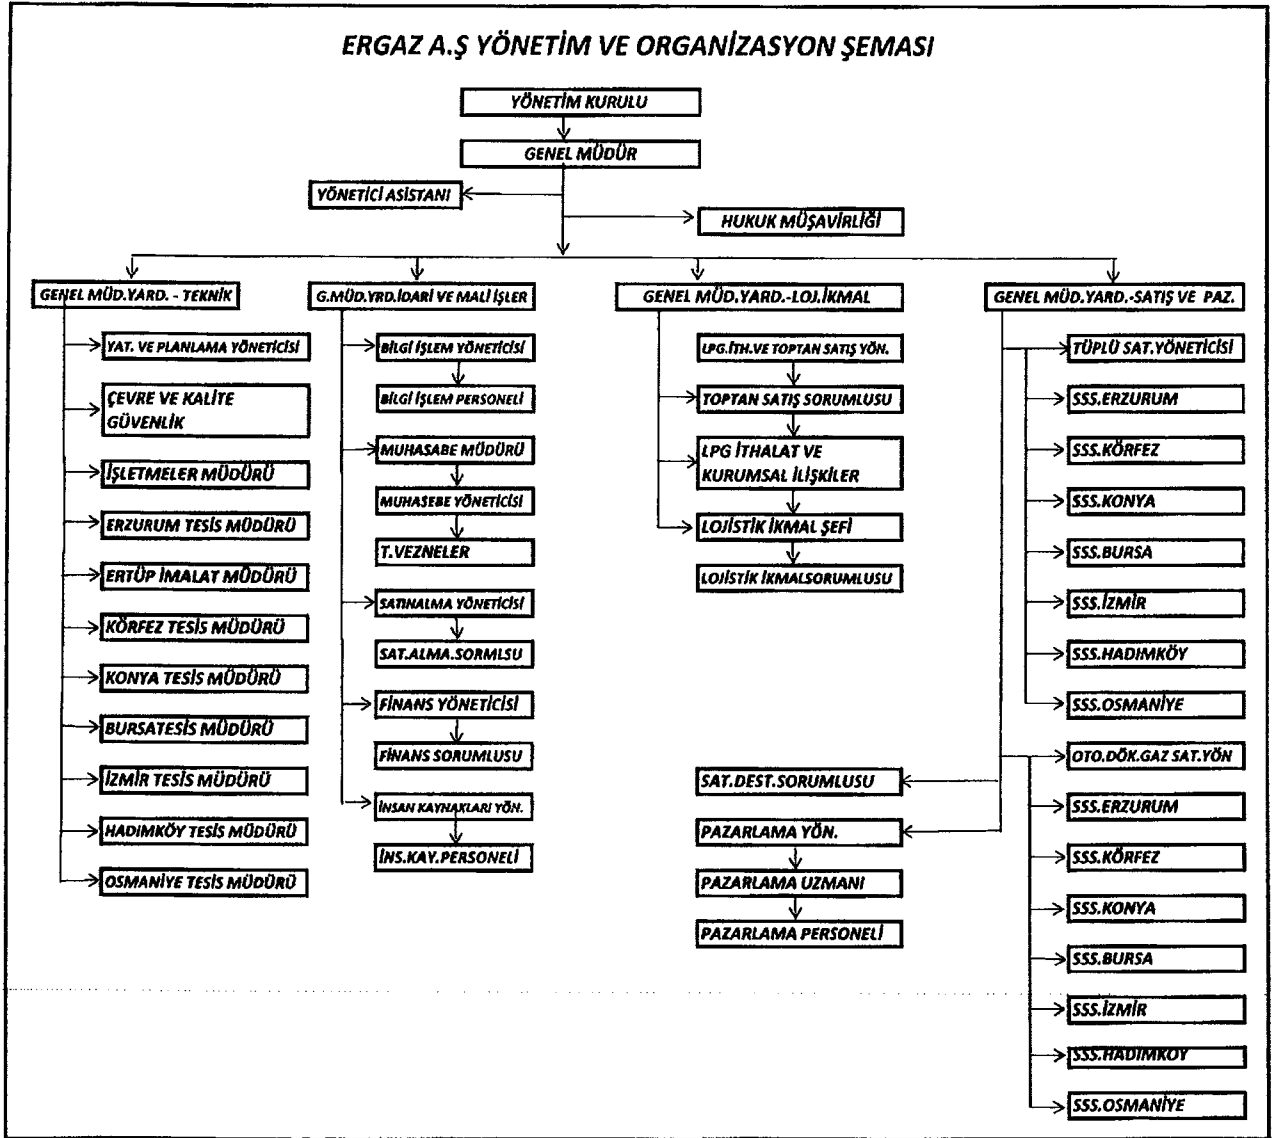 ERGAZ A.Ş YÖNETİM VE ORGANİZASYON ŞEMASI
YÖNETİM KURULU
GENEL MÜDÜR
YÖNETİCİ ASİSTANI
HUKUK MÜŞAVİRLİĞİ
GENEL MÜD.YARD. - TEKNİK
YAT. VE PLANLAMA YÖNETİCİSİ
ÇEVRE VE KALİTE
GÜVENLİK
İŞLETMELER MÜDÜRÜ
ERZURUM TESİS MÜDÜRÜ
ERTÜP İMALAT MÜDÜRÜ
KÖRFEZ TESİS MÜDÜRÜ
KONYA TESİS MÜDÜRÜ
BURSATESİS MÜDÜRÜ
İZMİR TESİS MÜDÜRÜ
HADIMKÖY TESİS MÜDÜRÜ
OSMANİYE TESİS MÜDÜRÜ
G.MÜD.YRD.İDARİ VE MALİ İŞLER
BİLGİ İŞLEM YÖNETİCİSİ
BİLGİ İŞLEM PERSONELİ
MUHASABE MÜDÜRÜ
MUHASEBE YÖNETİCİSİ
T.VEZNELER
SATINALMA YÖNETİCİSİ
SAT.ALMA.SORMLSU
FİNANS YÖNETİCİSİ
FİNANS SORUMLUSU
İNSAN KAYNAKLARI YÖN.
İNS.KAY.PERSONELİ
GENEL MÜD.YARD.-LOJ.İKMAL
LPG.İTH.VE TOPTAN SATIŞ YÖN.
TOPTAN SATIŞ SORUMLUSU
LPG İTHALAT VE
KURUMSAL İLİŞKİLER
LOJİSTİK İKMAL ŞEFİ
LOJİSTİK İKMALSORUMLUSU
SAT.DEST.SORUMLUSU
PAZARLAMA YÖN.
PAZARLAMA UZMANI
PAZARLAMA PERSONELİ
GENEL MÜD.YARD.-SATIŞ VE PAZ.
TÜPLÜ SAT.YÖNETİCİSİ
SSS.ERZURUM
SSS.KÖRFEZ
SSS.KONYA
SSS.BURSA
SSS.İZMİR
SSS.HADIMKÖY
SSS.OSMANİYE
OTO.DÖK.GAZ SAT.YÖN
SSS.ERZURUM
SSS.KÖRFEZ
SSS.KONYA
SSS.BURSA
SSS.İZMİR
SSS.HADIMKÖY
SSS.OSMANİYE